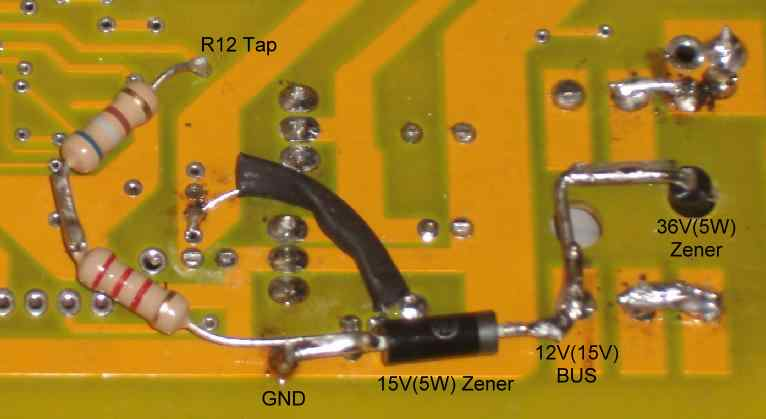 R12 Tap
36V(5W)
Zener
12V(15V)
BUS
15V(5W) Zener
GND